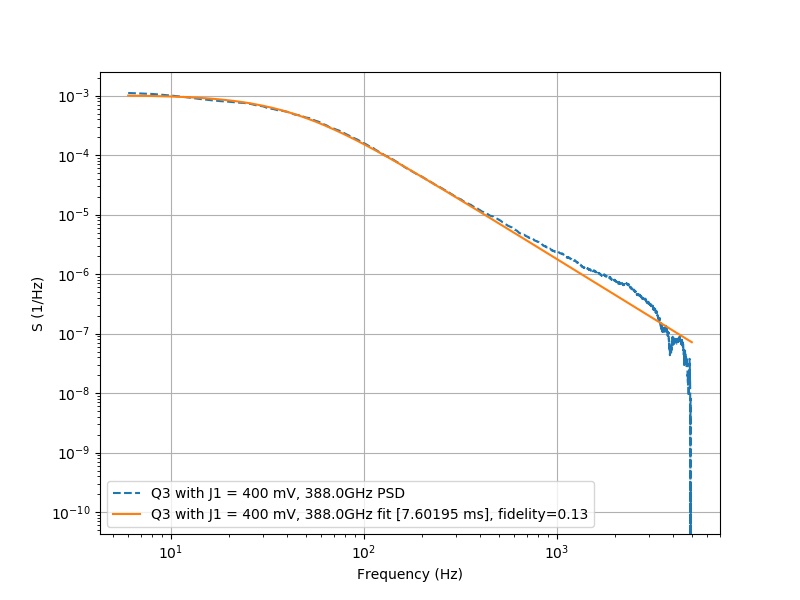 10⁻³
10⁻⁴
10⁻⁵
10⁻⁶
10⁻⁷
10⁻⁸
10⁻⁹
10⁻¹⁰
S (1/Hz)
Q3 with J1 = 400 mV, 388.0GHz PSD
Q3 with J1 = 400 mV, 388.0GHz fit [7.60195 ms], fidelity=0.13
10¹ 10² 10³
Frequency (Hz)